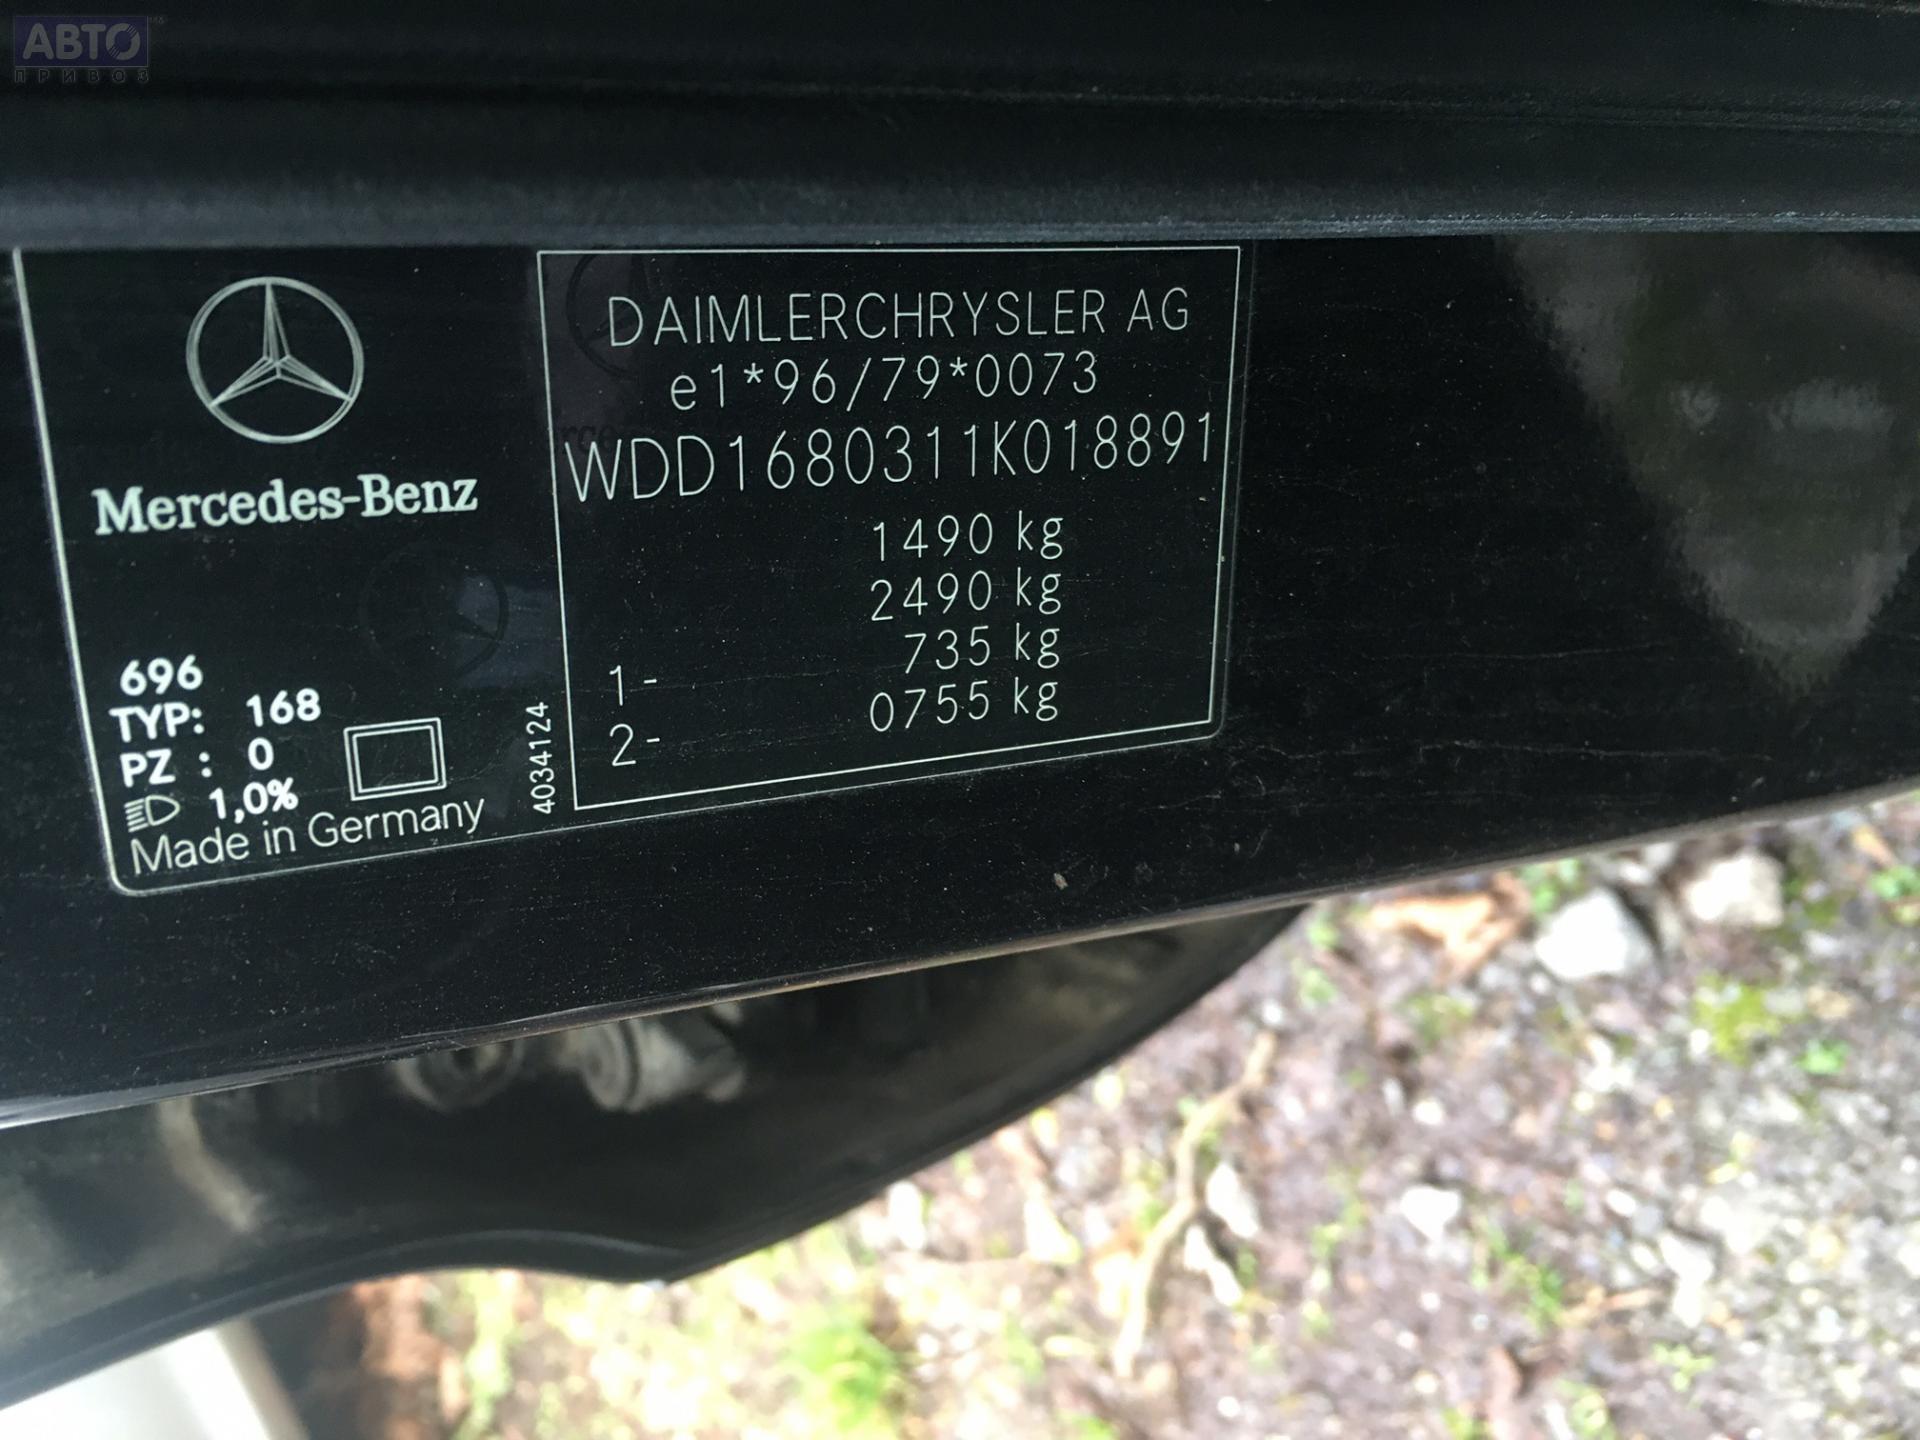 АВТО
ПРИВОЗ
Mercedes-Benz
696
TYP: 168
PZ : 0
1,0%
Made in Germany
4034124
DAIMLERCHRYSLER AG
e1*96/79*0073
WDD1680311K018891
1490 kg
2490 kg
1- 735 kg
2- 0755 kg